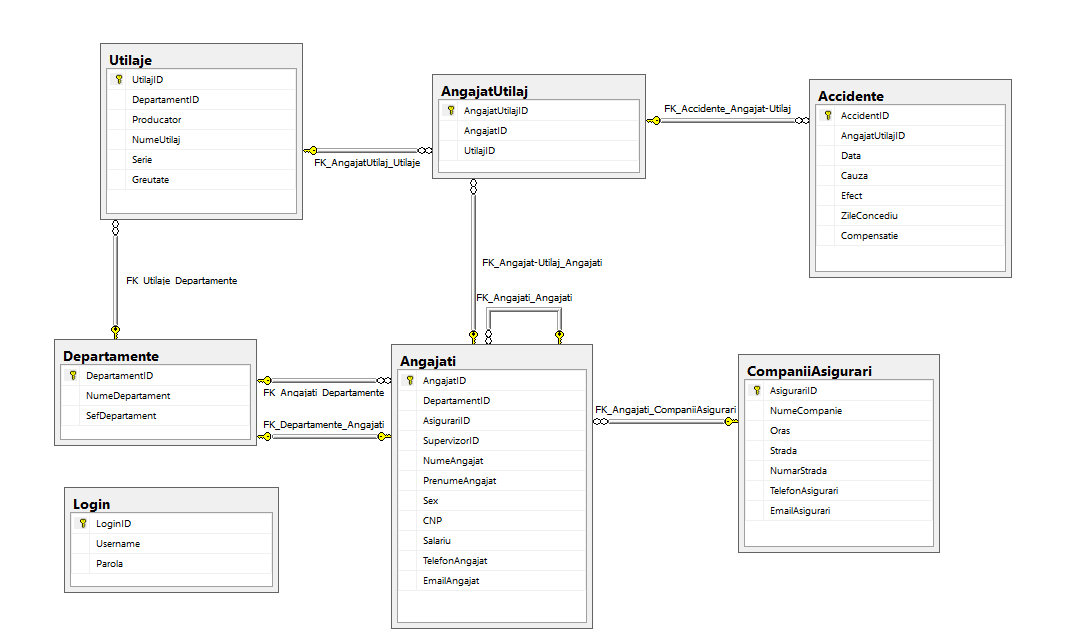 Utilaje
UtilajID
DepartamentID
Producator
NumeUtilaj
Serie
Greutate
AngajatUtilaj
AngajatUtilajID
AngajatID
UtilajID
Accidente
AccidentID
AngajatUtilajID
Data
Cauza
Efect
ZileConcediu
Compensatie
FK_Accidente_Angajat-Utilaj
FK_AngajatUtilaj_Utilaje
FK_Utilaje_Departamente
FK_Angajat-Utilaj_Angajati
FK_Angajati_Angajati
Departamente
DepartamentID
NumeDepartament
SefDepartament
FK_Angajati_Departamente
FK_Departamente_Angajati
Angajati
AngajatID
DepartamentID
AsigurariID
SupervizorID
NumeAngajat
PrenumeAngajat
Sex
CNP
Salariu
TelefonAngajat
EmailAngajat
FK_Angajati_CompaniiAsigurari
CompaniiAsigurari
AsigurariID
NumeCompanie
Oras
Strada
NumarStrada
TelefonAsigurari
EmailAsigurari
Login
LoginID
Username
Parola